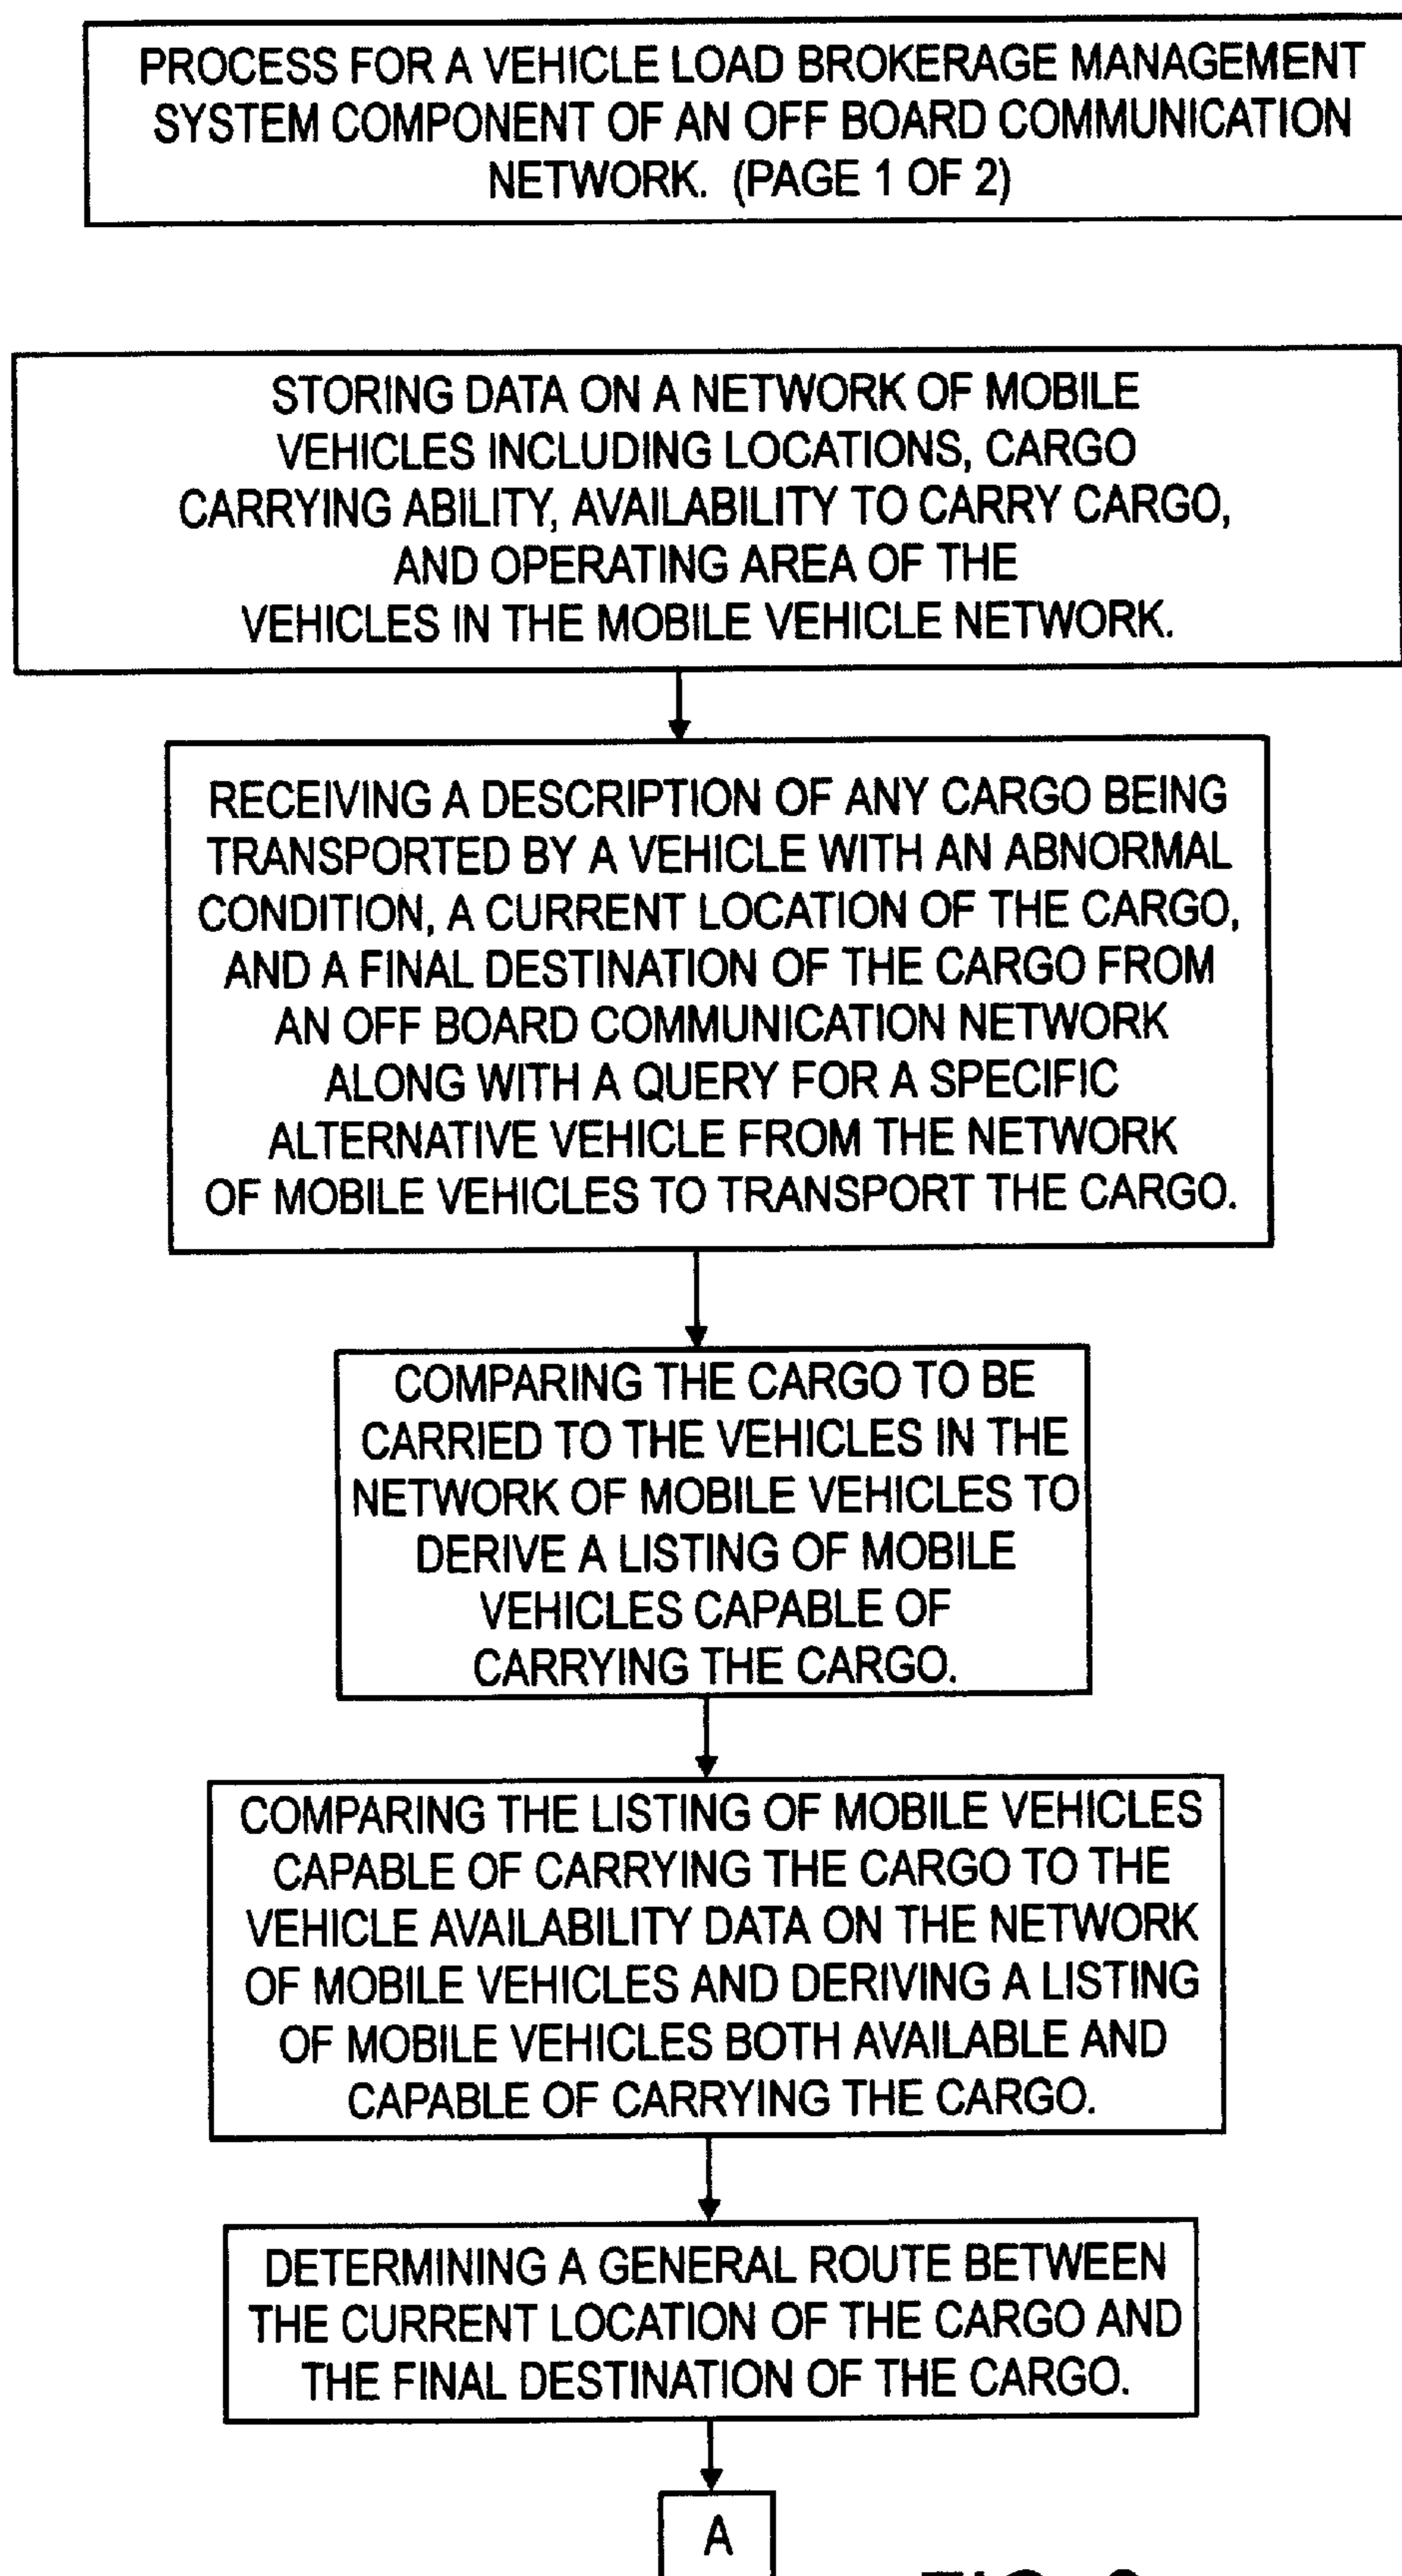 PROCESS FOR A VEHICLE LOAD BROKERAGE MANAGEMENT
SYSTEM COMPONENT OF AN OFF BOARD COMMUNICATION
NETWORK. (PAGE 1 OF 2)
STORING DATA ON A NETWORK OF MOBILE
VEHICLES INCLUDING LOCATIONS, CARGO
CARRYING ABILITY, AVAILABILITY TO CARRY CARGO,
AND OPERATING AREA OF THE
VEHICLES IN THE MOBILE VEHICLE NETWORK.
RECEIVING A DESCRIPTION OF ANY CARGO BEING
TRANSPORTED BY A VEHICLE WITH AN ABNORMAL
CONDITION, A CURRENT LOCATION OF THE CARGO,
AND A FINAL DESTINATION OF THE CARGO FROM
AN OFF BOARD COMMUNICATION NETWORK
ALONG WITH A QUERY FOR A SPECIFIC
ALTERNATIVE VEHICLE FROM THE NETWORK
OF MOBILE VEHICLES TO TRANSPORT THE CARGO.
COMPARING THE CARGO TO BE
CARRIED TO THE VEHICLES IN THE
NETWORK OF MOBILE VEHICLES TO
DERIVE A LISTING OF MOBILE
VEHICLES CAPABLE OF
CARRYING THE CARGO.
COMPARING THE LISTING OF MOBILE VEHICLES
CAPABLE OF CARRYING THE CARGO TO THE
VEHICLE AVAILABILITY DATA ON THE NETWORK
OF MOBILE VEHICLES AND DERIVING A LISTING
OF MOBILE VEHICLES BOTH AVAILABLE AND
CAPABLE OF CARRYING THE CARGO.
DETERMINING A GENERAL ROUTE BETWEEN
THE CURRENT LOCATION OF THE CARGO AND
THE FINAL DESTINATION OF THE CARGO.
A